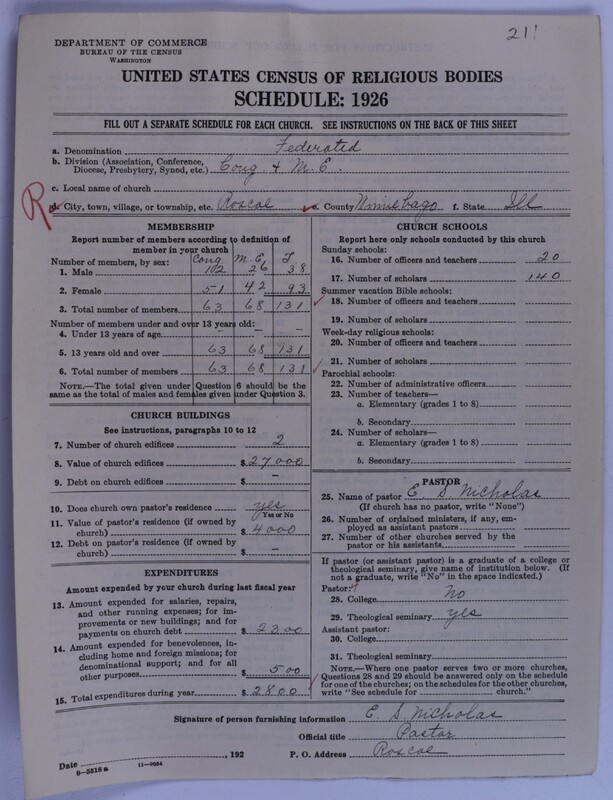 211
DEPARTMENT OF COMMERCE
BUREAU OF THE CENSUS
WASHINGTON
UNITED STATES CENSUS OF RELIGIOUS BODIES
SCHEDULE: 1926
FILL OUT A SEPARATE SCHEDULE FOR EACH CHURCH. SEE INSTRUCTIONS ON THE BACK OF THIS SHEET
a. Denomination Federated
b. Division (Association, Conference, Diocese, Presbytery, Synod, etc.) Cong & M. E.
c. Local name of church
R d. City, town, village, or township, etc. Roscoe e. County Winnebago f. State Ill
MEMBERSHIP
Report number of members according to definition of
member in your church
Number of members, by sex: Cong M. E. T
1. Male 26 38
2. Female 51 42 93
3. Total number of members 63 68 131
Number of members under and over 13 years old:
4. Under 13 years of age – –
5. 13 years old and over 63 68 131
6. Total number of members 63 68 131
NOTE.—The total given under Question 6 should be the
same as the total of males and females given under Question 3.
CHURCH BUILDINGS
See instructions, paragraphs 10 to 12
7. Number of church edifices 2
8. Value of church edifices $ 27000
9. Debt on church edifices $ –
10. Does church own pastor's residence yes
Yes or No
11. Value of pastor's residence (if owned by
church) $ 4000
12. Debt on pastor's residence (if owned by
church) $ –
EXPENDITURES
Amount expended by your church during last fiscal year
13. Amount expended for salaries, repairs,
and other running expenses; for im-
provements or new buildings; and for
payments on church debt $ 2300
14. Amount expended for benevolences, in-
cluding home and foreign missions; for
denominational support; and for all
other purposes $ 500
15. Total expenditures during year $ 2800
CHURCH SCHOOLS
Report here only schools conducted by this church
Sunday schools:
16. Number of officers and teachers 20
17. Number of scholars 140
Summer vacation Bible schools:
18. Number of officers and teachers
19. Number of scholars
Week-day religious schools:
20. Number of officers and teachers
21. Number of scholars
Parochial schools:
22. Number of administrative officers
23. Number of teachers—
a. Elementary (grades 1 to 8)
b. Secondary
24. Number of scholars—
a. Elementary (grades 1 to 8)
b. Secondary
PASTOR
25. Name of pastor E. S. Nicholas
(If church has no pastor, write "None")
26. Number of ordained ministers, if any, em-
ployed as assistant pastors
27. Number of other churches served by the
pastor or his assistants
If pastor (or assistant pastor) is a graduate of a college or
theological seminary, give name of institution below. (If
not a graduate, write "No" in the space indicated.)
Pastor:
28. College No
29. Theological seminary yes
Assistant pastor:
30. College
31. Theological seminary
NOTE.—Where one pastor serves two or more churches,
Questions 28 and 29 should be answered only on the schedule
for one of the churches; on the schedules for the other churches,
write "See schedule for church."
Signature of person furnishing information E. S. Nicholas
Official title Pastor
Date , 192 P. O. Address Roscoe
8-5518 a 11-9054